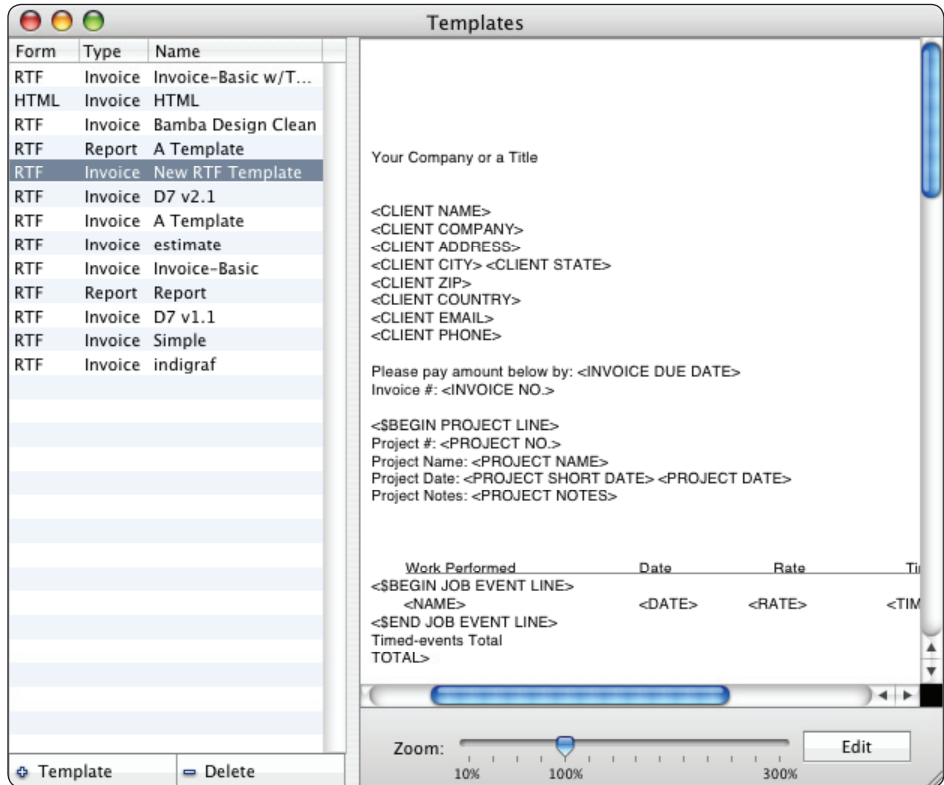 Templates
Form Type Name
RTF Invoice Invoice-Basic w/T...
HTML Invoice HTML
RTF Invoice Bamba Design Clean
RTF Report A Template
RTF Invoice New RTF Template
RTF Invoice D7 v2.1
RTF Invoice A Template
RTF Invoice estimate
RTF Invoice Invoice-Basic
RTF Report Report
RTF Invoice D7 v1.1
RTF Invoice Simple
RTF Invoice indigraf
Template Delete
Your Company or a Title
<CLIENT NAME>
<CLIENT COMPANY>
<CLIENT ADDRESS>
<CLIENT CITY> <CLIENT STATE>
<CLIENT ZIP>
<CLIENT COUNTRY>
<CLIENT EMAIL>
<CLIENT PHONE>
Please pay amount below by: <INVOICE DUE DATE>
Invoice #: <INVOICE NO.>
<$BEGIN PROJECT LINE>
Project #: <PROJECT NO.>
Project Name: <PROJECT NAME>
Project Date: <PROJECT SHORT DATE> <PROJECT DATE>
Project Notes: <PROJECT NOTES>
Work Performed Date Rate
<$BEGIN JOB EVENT LINE>
<NAME> <DATE> <RATE> <TIM
<$END JOB EVENT LINE>
Timed-events Total
TOTAL>
Zoom: Edit
10% 100% 300%